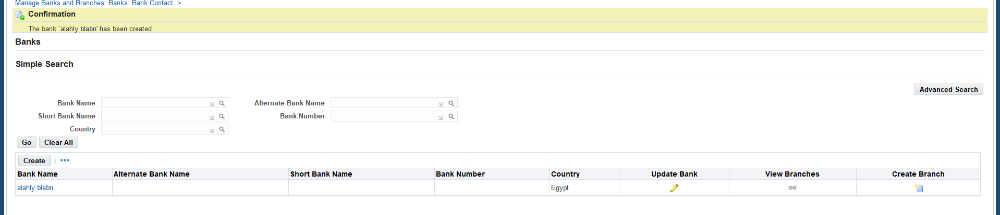 Manage Banks and Branches: Banks: Bank Contact >
Confirmation
The bank `alahly blabn' has been created.
Banks
Simple Search
Advanced Search
Bank Name Alternate Bank Name
Short Bank Name Bank Number
Country
Go Clear All
Create | •••
Bank Name Alternate Bank Name Short Bank Name Bank Number Country Update Bank View Branches Create Branch
alahly blabn Egypt